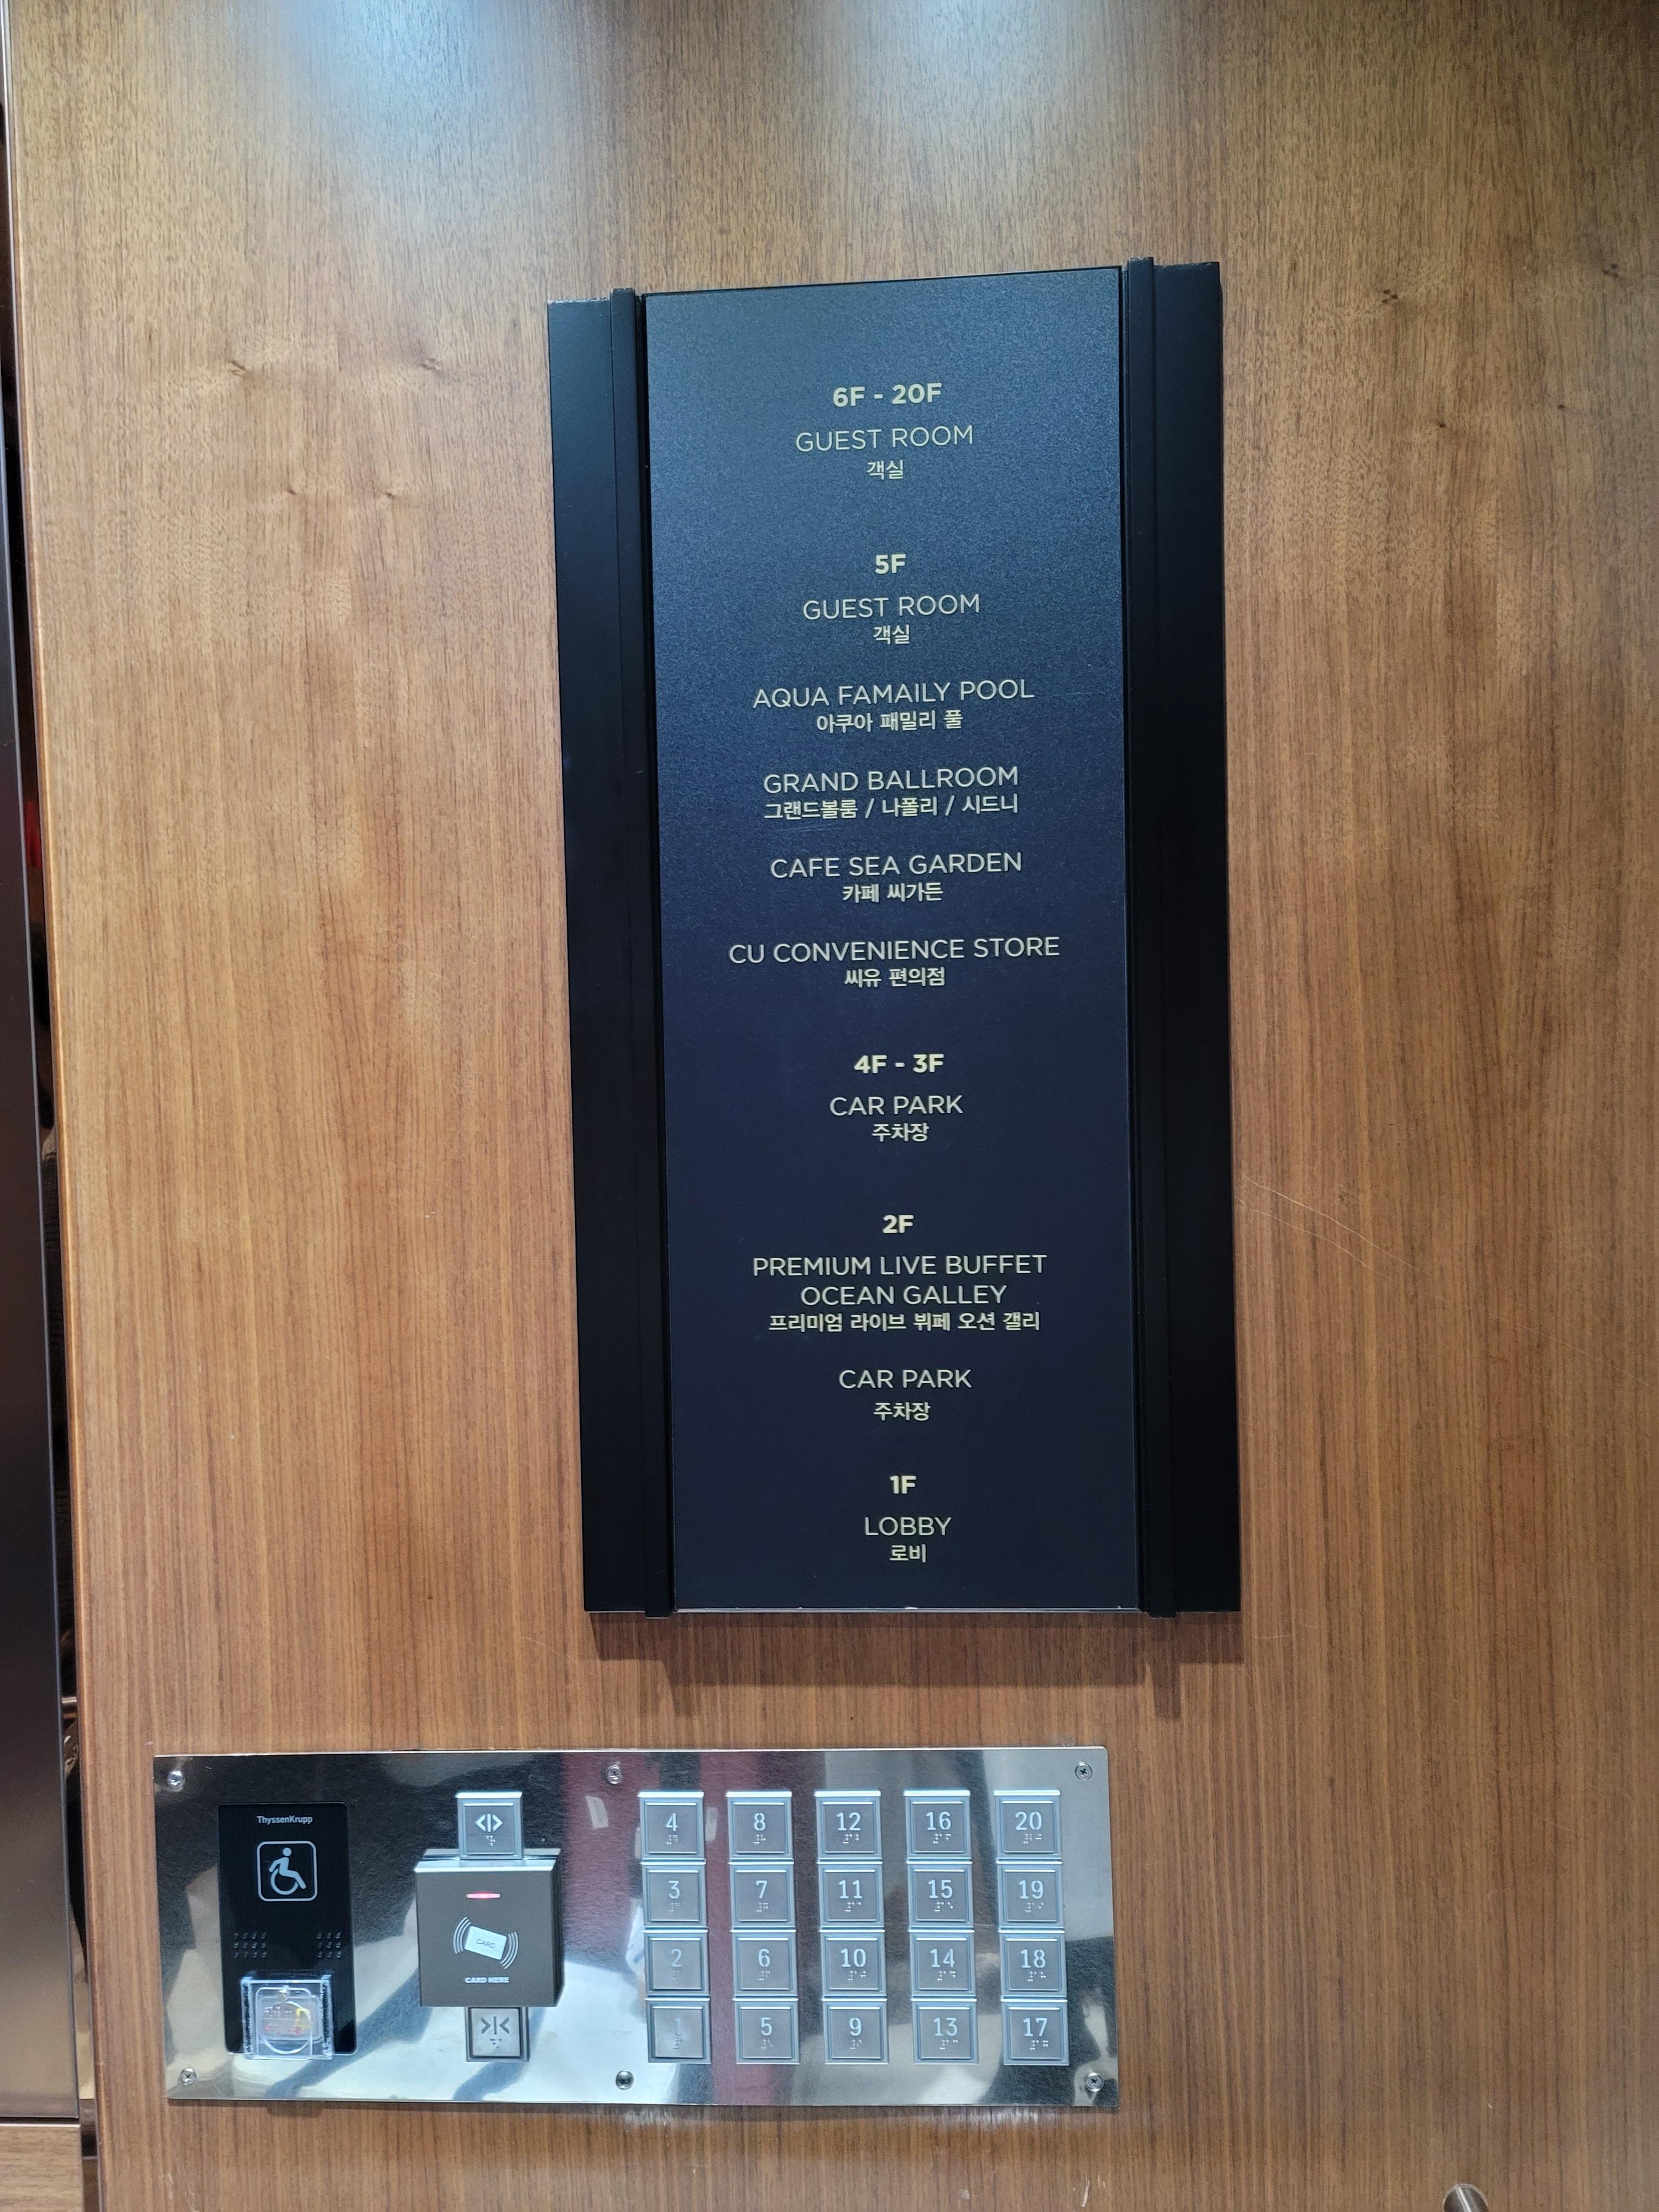 6F - 20F
GUEST ROOM
객실
5F
GUEST ROOM
객실
AQUA FAMAILY POOL
아쿠아 패밀리 풀
GRAND BALLROOM
그랜드볼룸 / 나폴리 / 시드니
CAFE SEA GARDEN
카페 씨가든
CU CONVENIENCE STORE
씨유 편의점
4F - 3F
CAR PARK
주차장
2F
PREMIUM LIVE BUFFET
OCEAN GALLEY
프리미엄 라이브 뷔페 오션 갤리
CAR PARK
주차장
1F
LOBBY
로비
ThyssenKrupp
CARD
CARD HERE
4 8 12 16 20
3 7 11 15 19
2 6 10 14 18
1 5 9 13 17